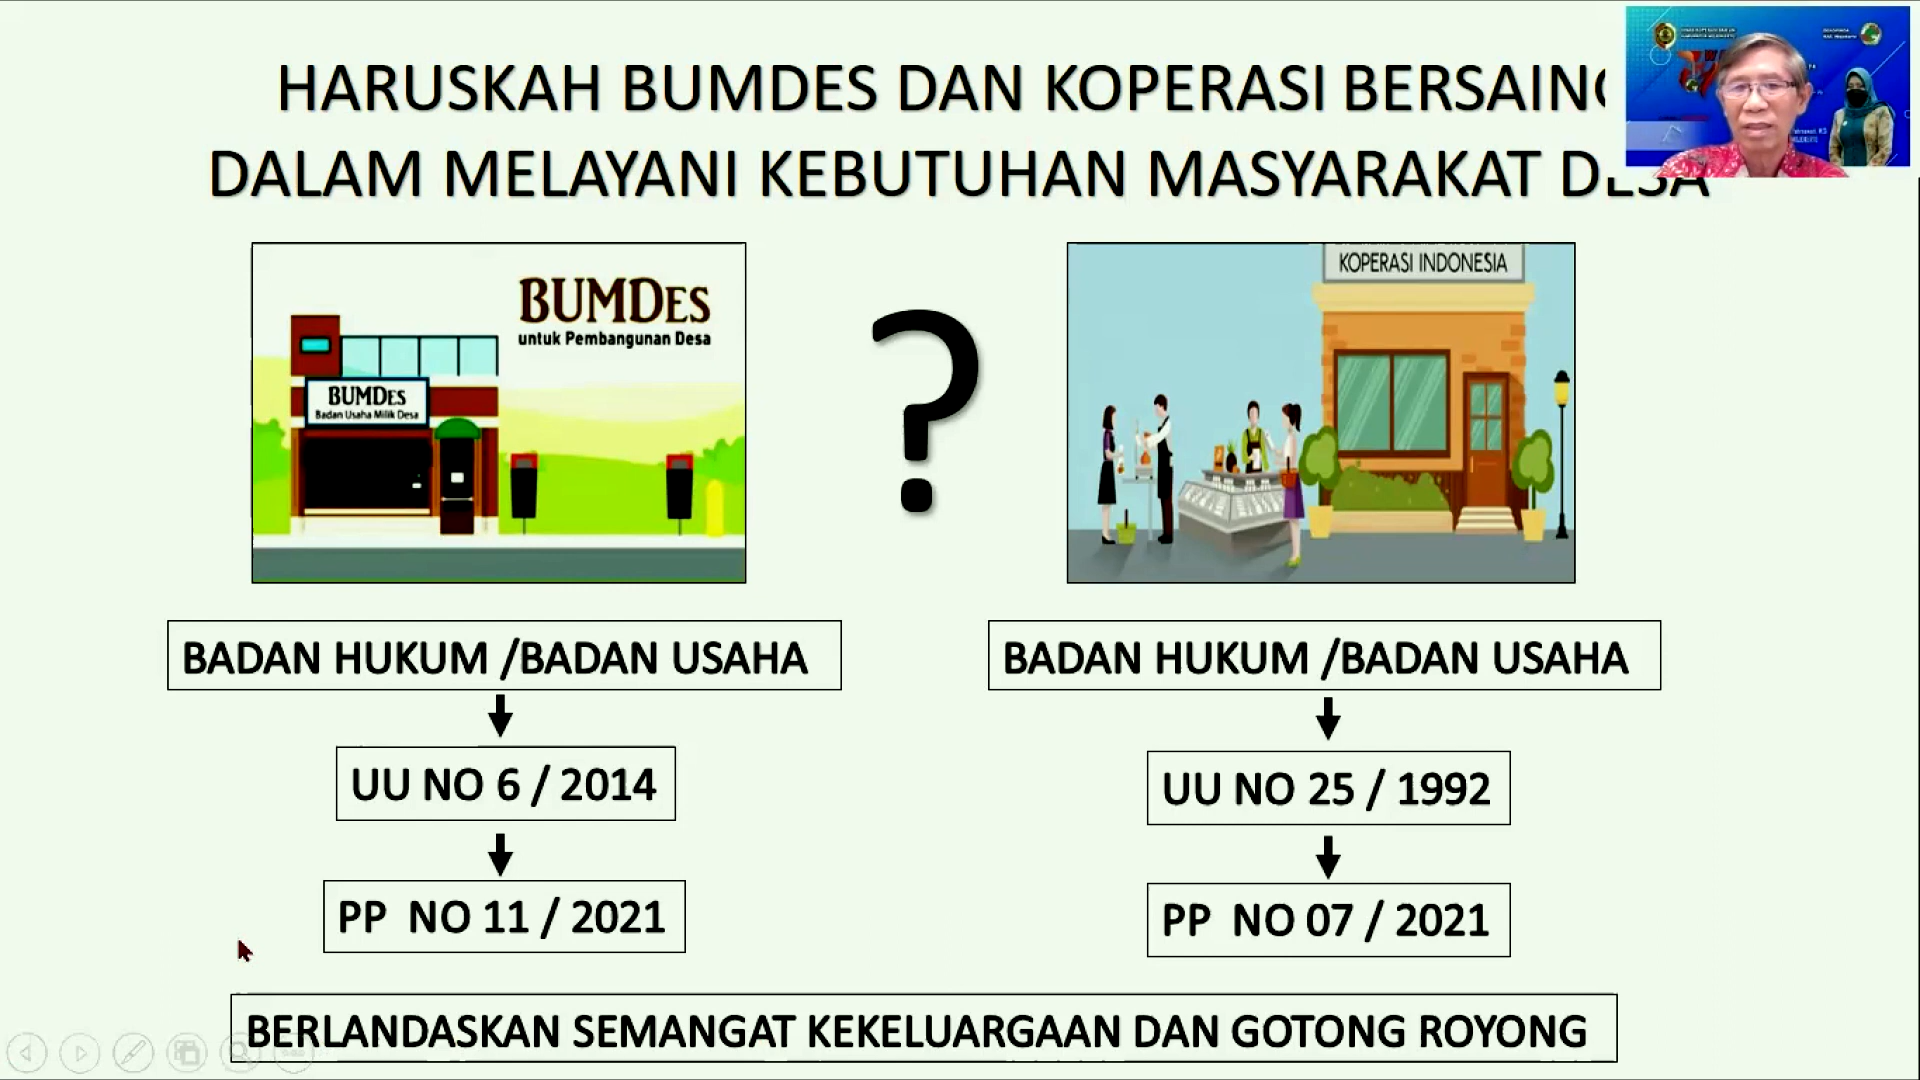 HARUSKAH BUMDES DAN KOPERASI BERSAING
DALAM MELAYANI KEBUTUHAN MASYARAKAT DESA
BUMDES
untuk Pembangunan Desa
BUMDES
Badan Usaha Milik Desa
?
KOPERASI INDONESIA
BADAN HUKUM /BADAN USAHA
BADAN HUKUM /BADAN USAHA
UU NO 6 / 2014
UU NO 25 / 1992
PP NO 11 / 2021
PP NO 07 / 2021
BERLANDASKAN SEMANGAT KEKELUARGAAN DAN GOTONG ROYONG